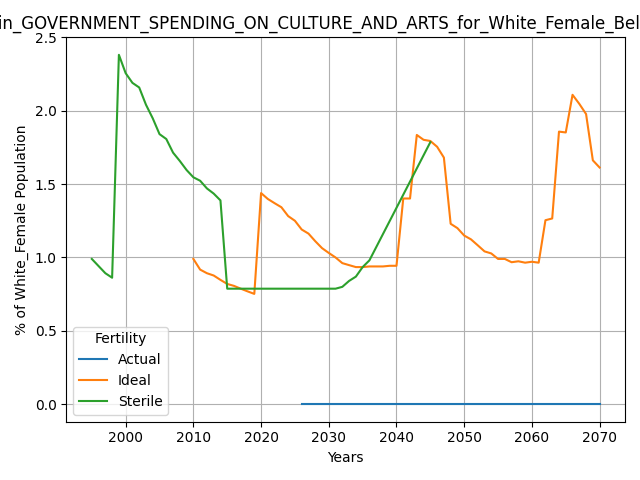 in_GOVERNMENT_SPENDING_ON_CULTURE_AND_ARTS_for_White_Female_Bel
2.5
2.0
1.5
1.0
0.5
0.0
% of White_Female Population
Fertility
Actual
Ideal
Sterile
2000 2010 2020 2030 2040 2050 2060 2070
Years